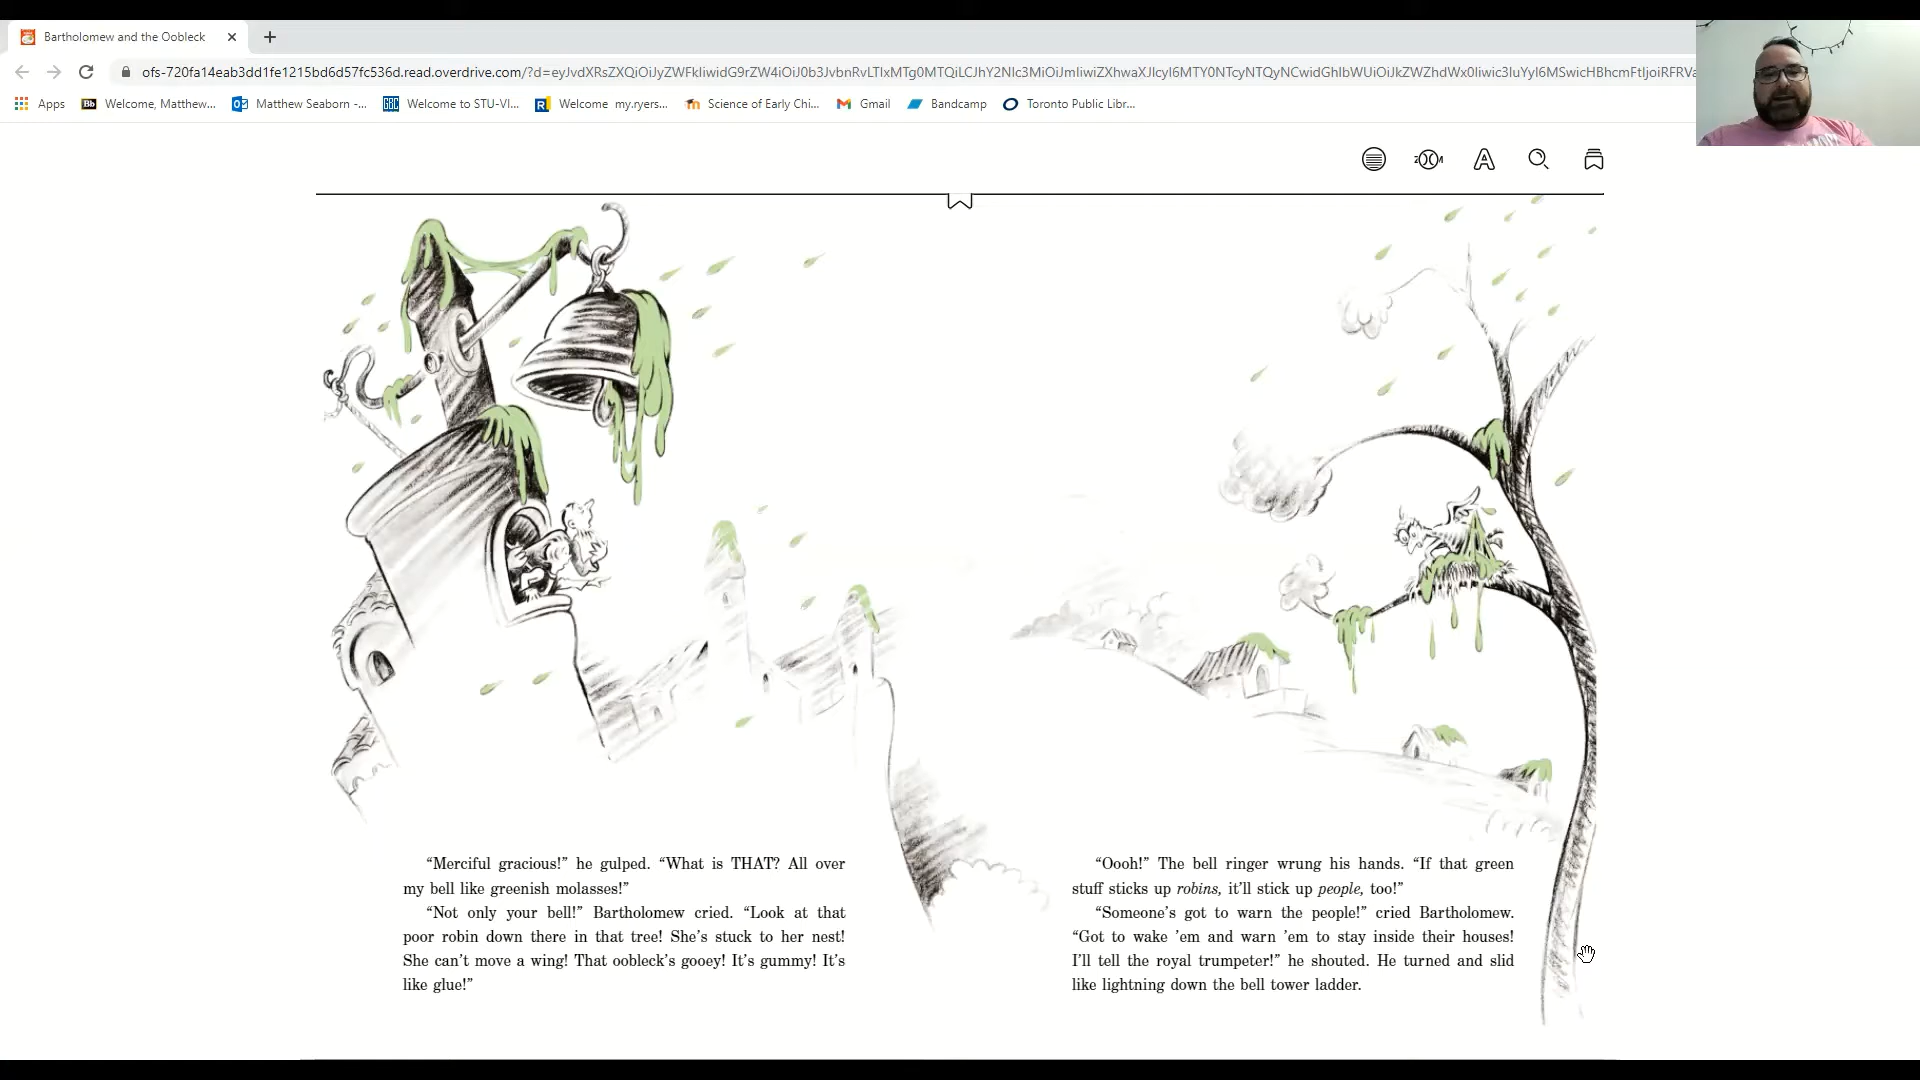 Bartholomew and the Oobleck
Apps
Welcome, Matthew...
Matthew Seaborn -...
Welcome to STU-VI...
Welcome my.ryers...
Science of Early Chi...
Gmail
Bandcamp
Toronto Public Libr...
“Merciful gracious!” he gulped. “What is THAT? All over
my bell like greenish molasses!”
“Not only your bell!” Bartholomew cried. “Look at that
poor robin down there in that tree! She’s stuck to her nest!
She can’t move a wing! That oobleck’s gooey! It’s gummy! It’s
like glue!”
“Oooh!” The bell ringer wrung his hands. “If that green
stuff sticks up robins, it’ll stick up people, too!”
“Someone’s got to warn the people!” cried Bartholomew.
“Got to wake ’em and warn ’em to stay inside their houses!
I’ll tell the royal trumpeter!” he shouted. He turned and slid
like lightning down the bell tower ladder.